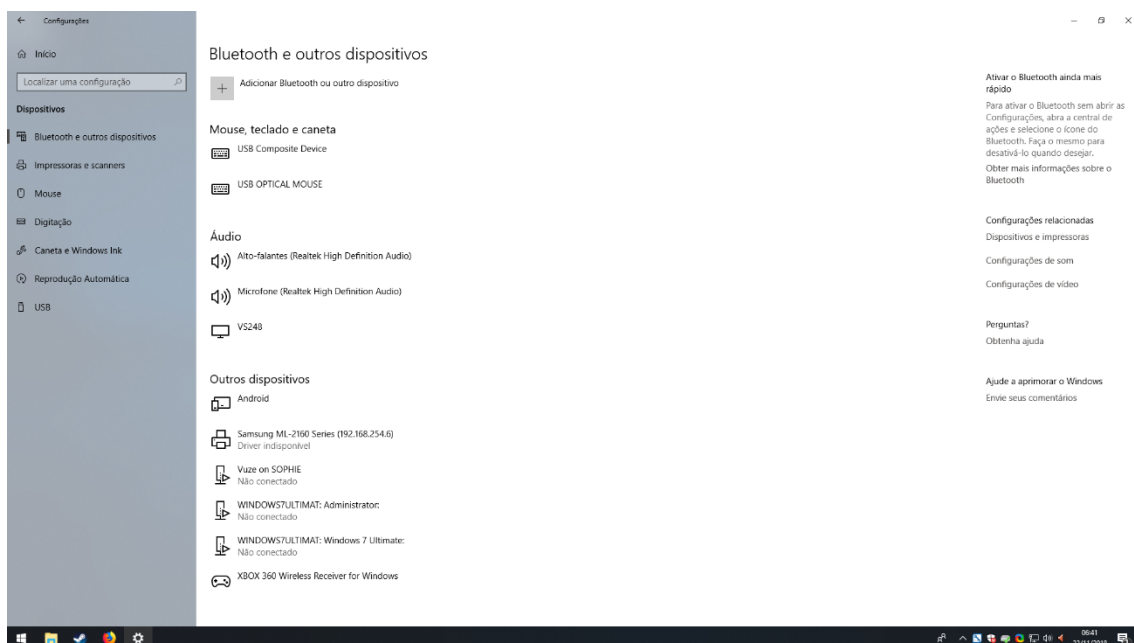 Configurações
Início
Localizar uma configuração
Dispositivos
Bluetooth e outros dispositivos
Impressoras e scanners
Mouse
Digitação
Caneta e Windows Ink
Reprodução Automática
USB
Bluetooth e outros dispositivos
Adicionar Bluetooth ou outro dispositivo
Mouse, teclado e caneta
USB Composite Device
USB OPTICAL MOUSE
Áudio
Alto-falantes (Realtek High Definition Audio)
Microfone (Realtek High Definition Audio)
VS248
Outros dispositivos
Android
Samsung ML-2160 Series (192.168.254.6)
Driver indisponível
Vuze on SOPHIE
Não conectado
WINDOWS7ULTIMAT: Administrator:
Não conectado
WINDOWS7ULTIMAT: Windows 7 Ultimate:
Não conectado
XBOX 360 Wireless Receiver for Windows
Ativar o Bluetooth ainda mais
rápido
Para ativar o Bluetooth sem abrir as
Configurações, abra a central de
ações e selecione o ícone do
Bluetooth. Faça o mesmo para
desativá-lo quando desejar.
Obter mais informações sobre o
Bluetooth
Configurações relacionadas
Dispositivos e impressoras
Configurações de som
Configurações de vídeo
Perguntas?
Obtenha ajuda
Ajude a aprimorar o Windows
Envie seus comentários
06:41